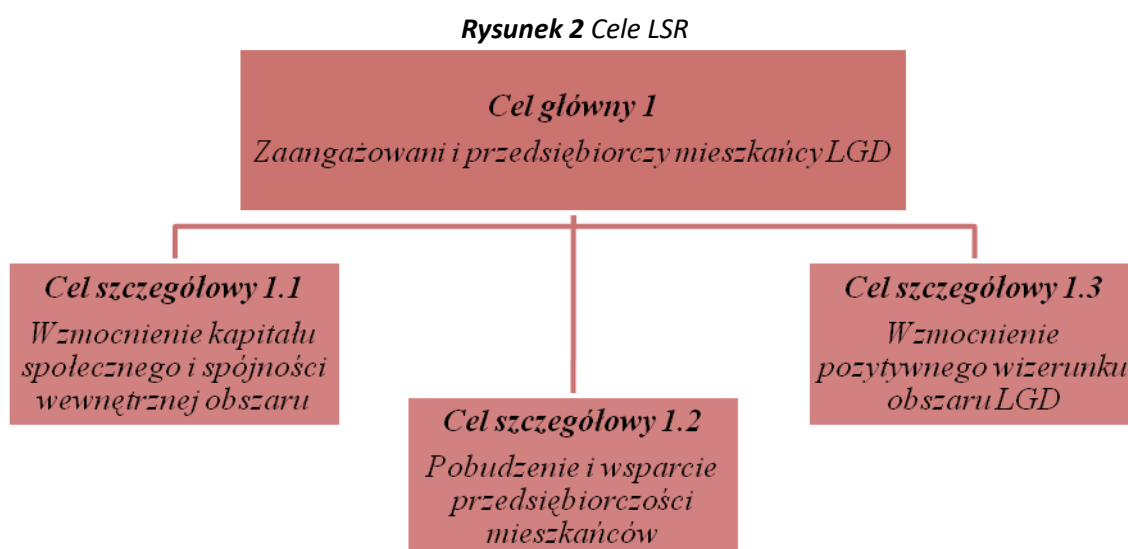 Rysunek 2 Cele LSR
Cel główny 1
Zaangażowani i przedsiębiorczy mieszkańcy LGD
Cel szczegółowy 1.1
Wzmocnienie kapitału
społecznego i spójności
wewnętrznej obszaru
Cel szczegółowy 1.2
Pobudzenie i wsparcie
przedsiębiorczości
mieszkańców
Cel szczegółowy 1.3
Wzmocnienie
pozytywnego wizerunku
obszaru LGD